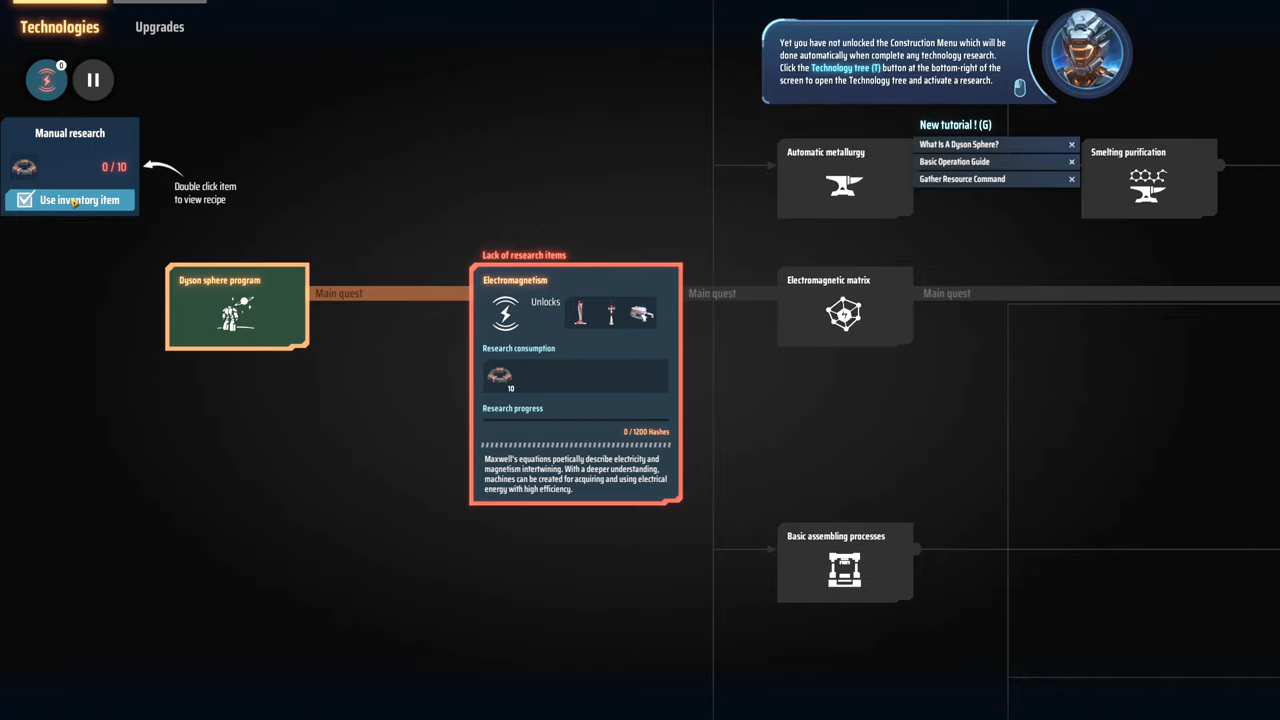 Technologies
Upgrades
0
Manual research
0 / 10
Use inventory item
Double click item
to view recipe
Yet you have not unlocked the Construction Menu which will be
done automatically when complete any technology research.
Click the Technology tree (T) button at the bottom-right of the
screen to open the Technology tree and activate a research.
New tutorial ! (G)
What Is A Dyson Sphere?
Basic Operation Guide
Gather Resource Command
Automatic metallurgy
Smelting purification
Dyson sphere program
Main quest
Lack of research items
Electromagnetism
Unlocks
Research consumption
10
Research progress
0 / 1200 Hashes
Maxwell's equations poetically describe electricity and
magnetism intertwining. With a deeper understanding,
machines can be created for acquiring and using electrical
energy with high efficiency.
Main quest
Electromagnetic matrix
Main quest
Basic assembling processes